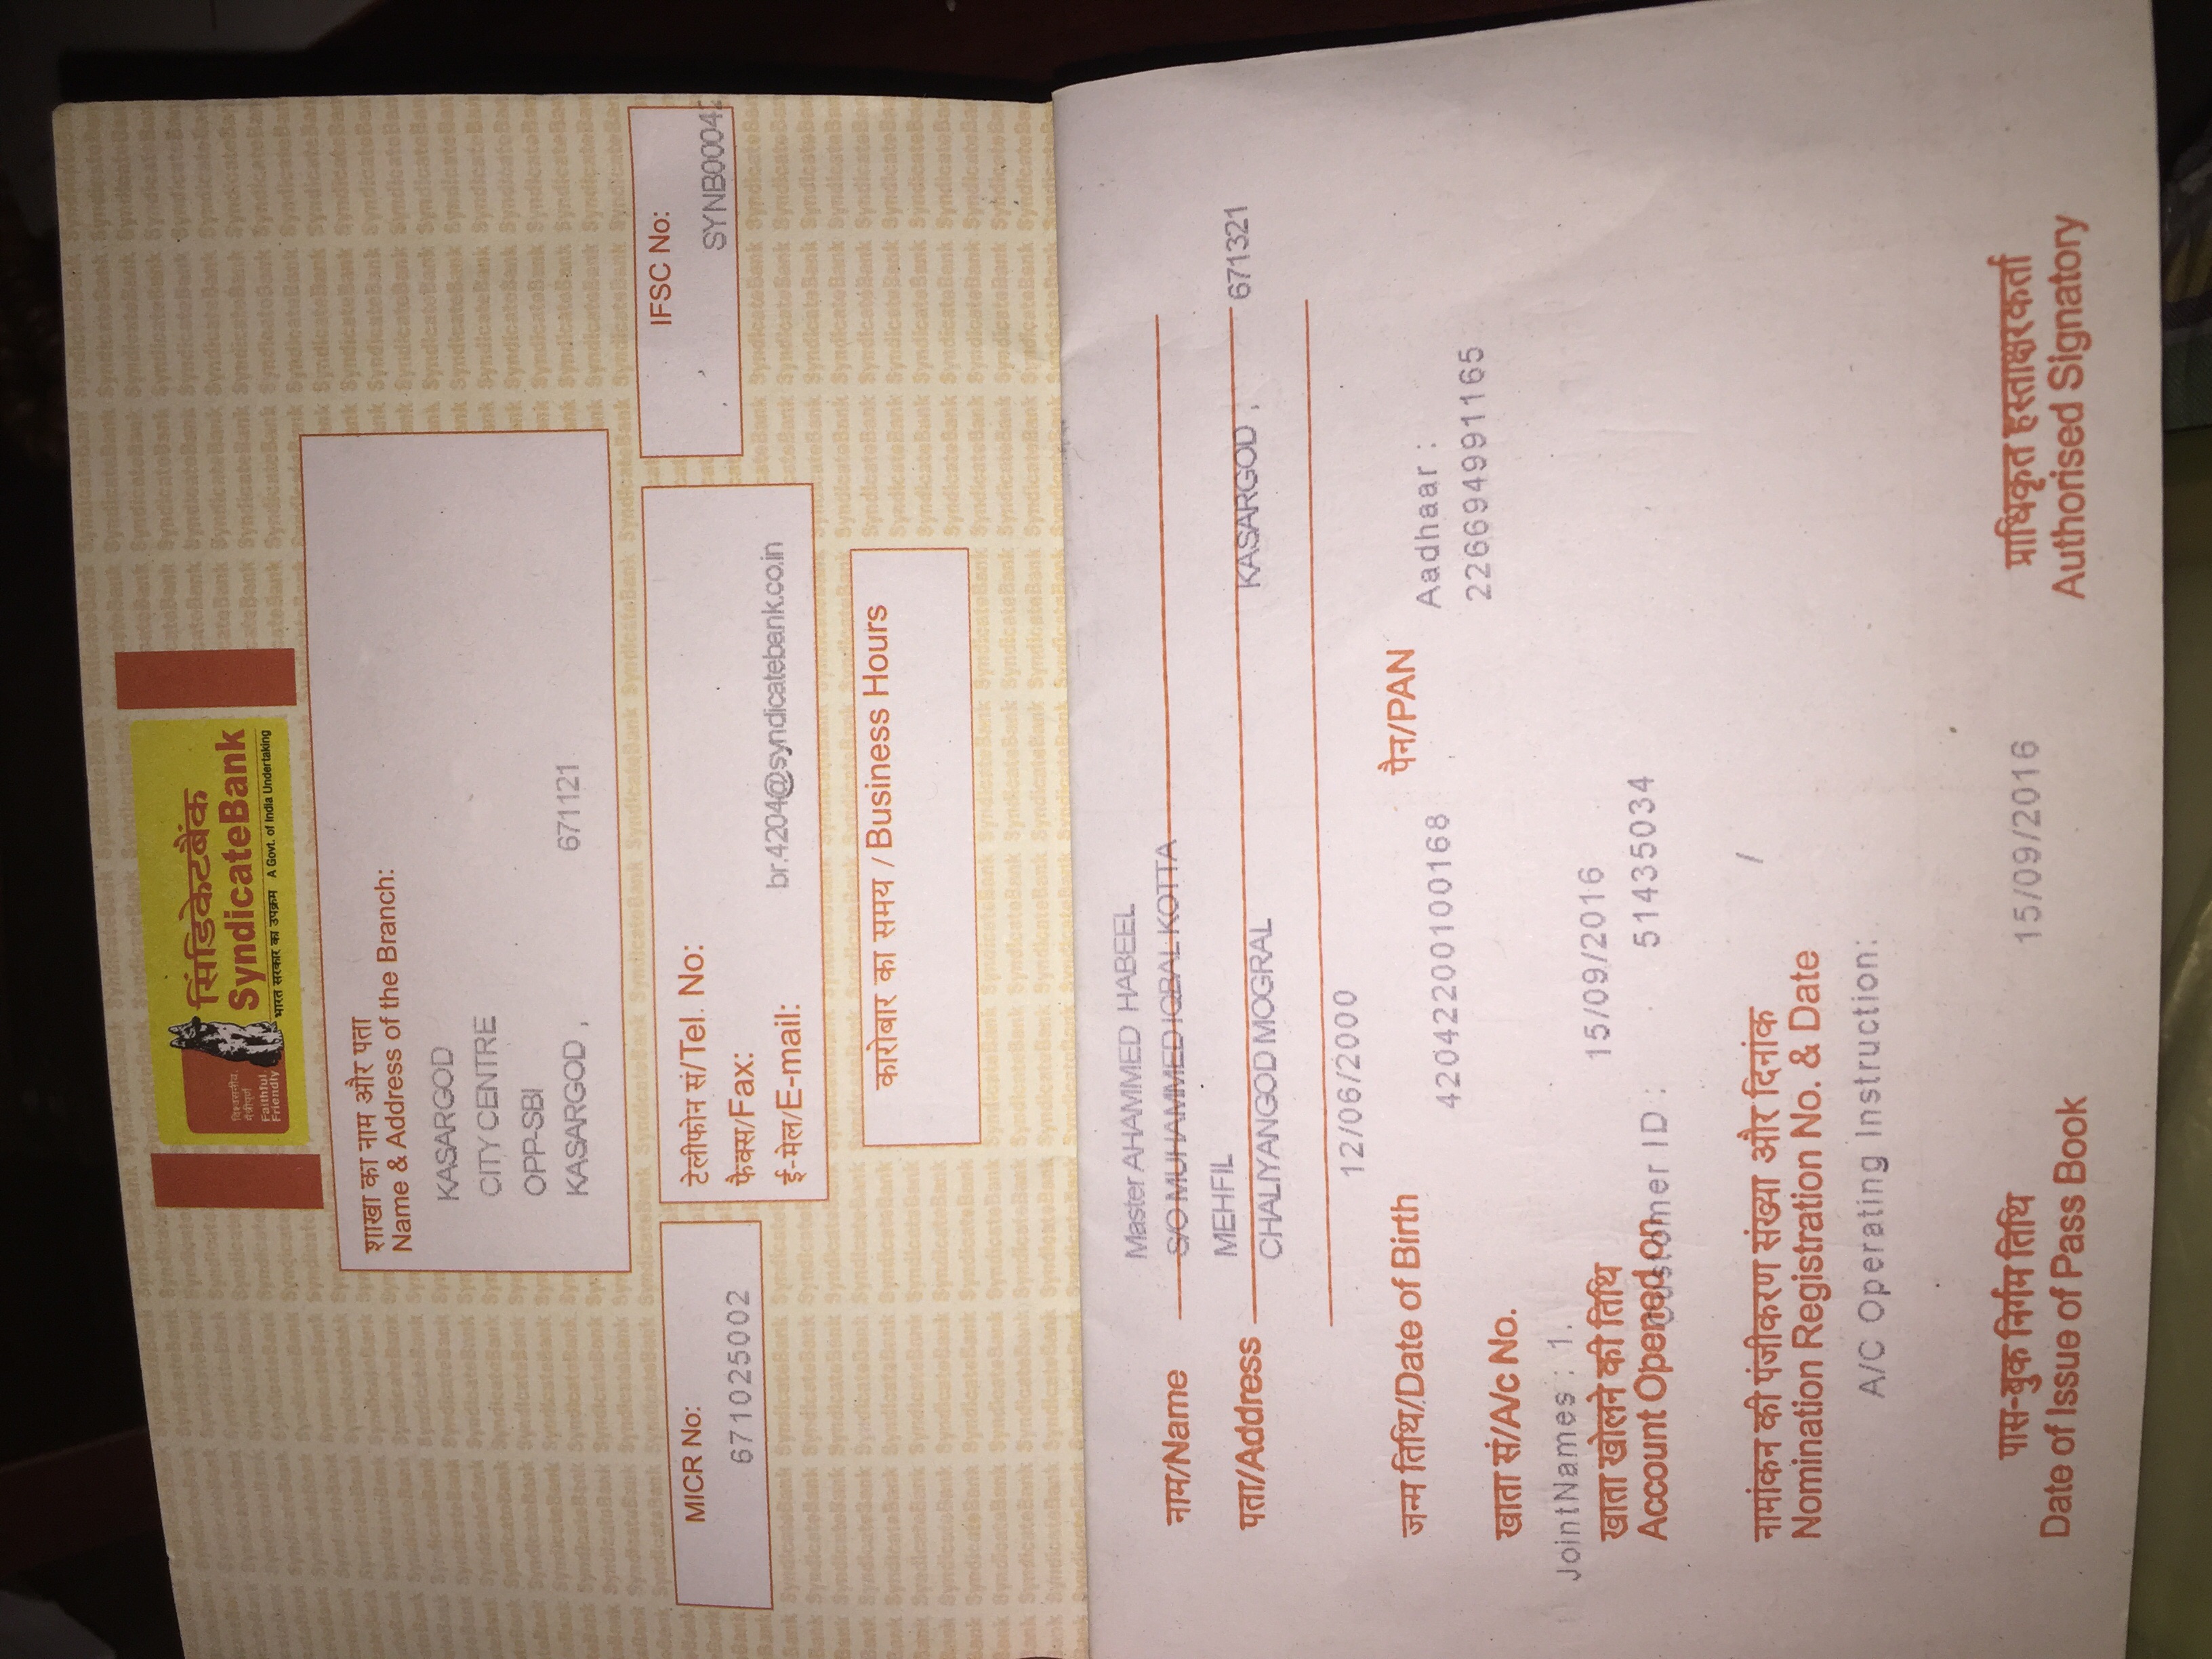 सिंडिकेटबैंक
SyndicateBank
विश्वसनीय, मैत्रीपूर्ण
Faithful Friendly
भारत सरकार का उपक्रम A Govt. of India Undertaking
शाखा का नाम और पता
Name & Address of the Branch:
KASARGOD
CITY CENTRE
OPP-SBI
KASARGOD , 671121
MICR No:
671025002
टेलीफोन सं/Tel. No:
फैक्स/Fax:
ई-मेल/E-mail: br.4204@syndicatebank.co.in
IFSC No:
SYNB0004
कारोबार का समय / Business Hours
Master AHAMMED HABEEL
नाम/Name S/O MUHAMMED IQBAL KOTTA
MEHFIL
पता/Address CHALIYANGOD MOGRAL KASARGOD , 671321
12/06/2000
जन्म तिथि/Date of Birth पैन/PAN
42042200100168 Aadhaar :
226694991165
खाता सं/A/c No.
JointNames : 1.
खाता खोलने की तिथि 15/09/2016
Account Opened on Customer ID : 51435034
नामांकन की पंजीकरण संख्या और दिनांक /
Nomination Registration No. & Date
A/C Operating Instruction:
पास-बुक निर्गम तिथि 15/09/2016 प्राधिकृत हस्ताक्षरकर्ता
Date of Issue of Pass Book Authorised Signatory